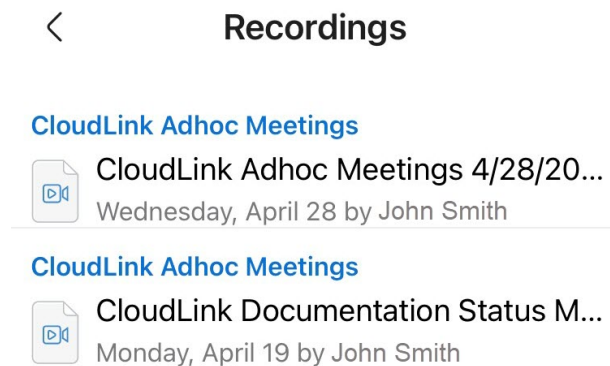 Recordings
CloudLink Adhoc Meetings
CloudLink Adhoc Meetings 4/28/20...
Wednesday, April 28 by John Smith
CloudLink Adhoc Meetings
CloudLink Documentation Status M...
Monday, April 19 by John Smith